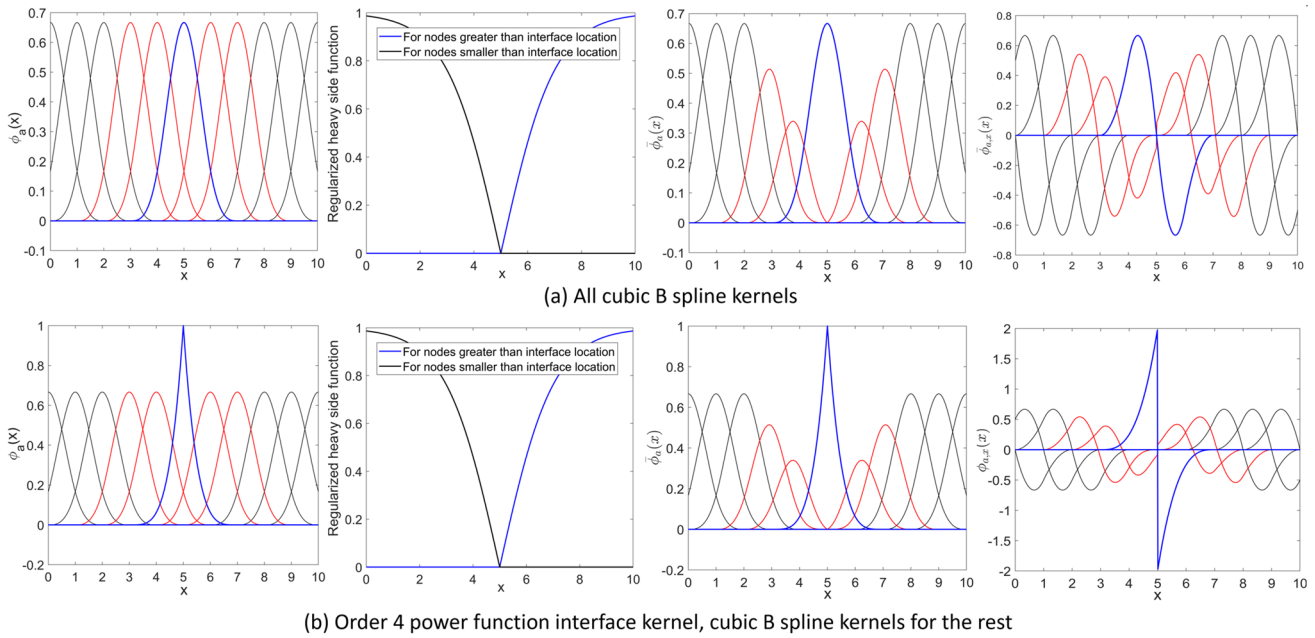 0.7
0.6
0.5
0.4
0.3
0.2
0.1
0
-0.1
ϕa(x)
0 1 2 3 4 5 6 7 8 9 10
x
1
0.8
0.6
0.4
0.2
0
Regularized heavy side function
For nodes greater than interface location
For nodes smaller than interface location
0 2 4 6 8 10
x
0.7
0.6
0.5
0.4
0.3
0.2
0.1
0
-0.1
ϕ̄a(x)
0 1 2 3 4 5 6 7 8 9 10
x
0.8
0.6
0.4
0.2
0
-0.2
-0.4
-0.6
-0.8
ϕ̄a,x(x)
0 1 2 3 4 5 6 7 8 9 10
x
(a) All cubic B spline kernels
1
0.8
0.6
0.4
0.2
0
-0.2
ϕa(x)
0 1 2 3 4 5 6 7 8 9 10
x
1
0.8
0.6
0.4
0.2
0
Regularized heavy side function
For nodes greater than interface location
For nodes smaller than interface location
0 2 4 6 8 10
x
1
0.8
0.6
0.4
0.2
0
-0.2
ϕ̄a(x)
0 1 2 3 4 5 6 7 8 9 10
x
2
1.5
1
0.5
0
-0.5
-1
-1.5
-2
ϕa,x(x)
0 1 2 3 4 5 6 7 8 9 10
x
(b) Order 4 power function interface kernel, cubic B spline kernels for the rest